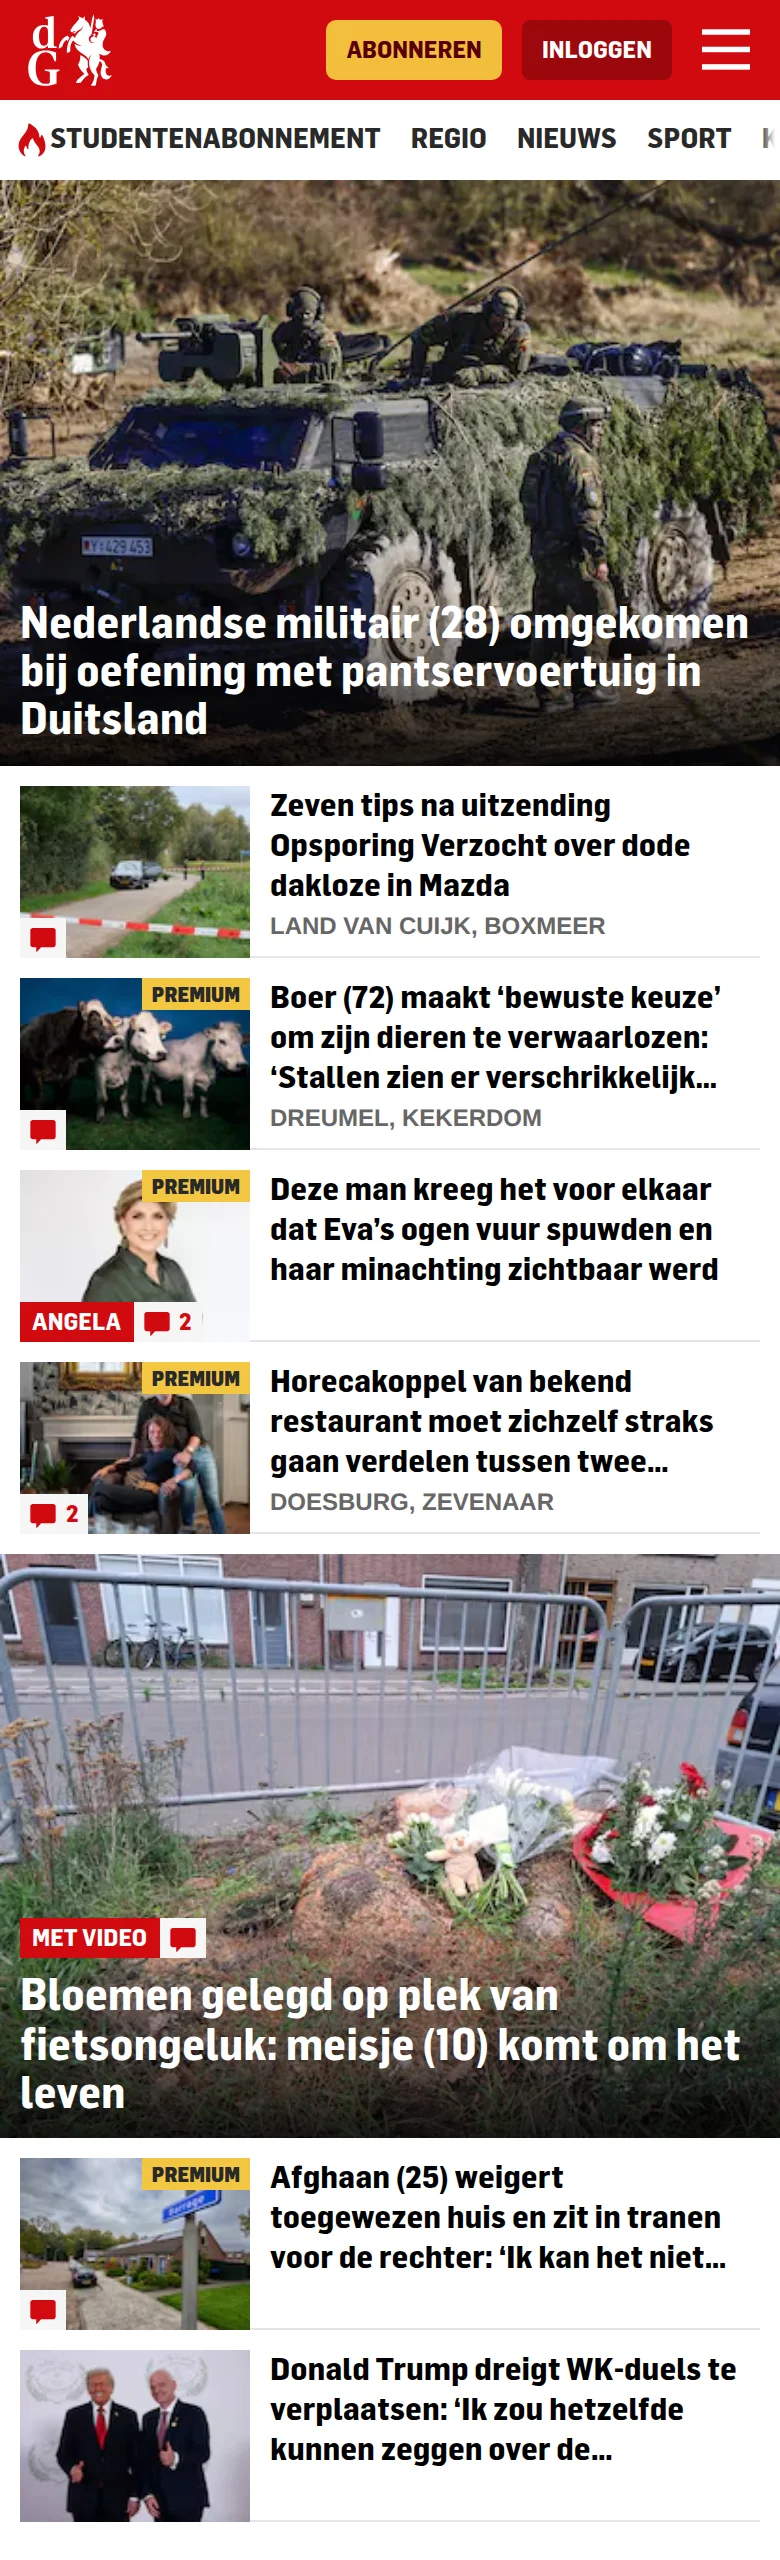 dG
ABONNEREN
INLOGGEN
STUDENTENABONNEMENT
REGIO
NIEUWS
SPORT
Y-429 453
Nederlandse militair (28) omgekomen
bij oefening met pantservoertuig in
Duitsland
Zeven tips na uitzending
Opsporing Verzocht over dode
dakloze in Mazda
LAND VAN CUIJK, BOXMEER
PREMIUM
Boer (72) maakt ‘bewuste keuze’
om zijn dieren te verwaarlozen:
‘Stallen zien er verschrikkelijk...
DREUMEL, KEKERDOM
PREMIUM
ANGELA
2
Deze man kreeg het voor elkaar
dat Eva’s ogen vuur spuwden en
haar minachting zichtbaar werd
PREMIUM
2
Horecakoppel van bekend
restaurant moet zichzelf straks
gaan verdelen tussen twee...
DOESBURG, ZEVENAAR
MET VIDEO
Bloemen gelegd op plek van
fietsongeluk: meisje (10) komt om het
leven
PREMIUM
Afghaan (25) weigert
toegewezen huis en zit in tranen
voor de rechter: ‘Ik kan het niet...
Donald Trump dreigt WK-duels te
verplaatsen: ‘Ik zou hetzelfde
kunnen zeggen over de...